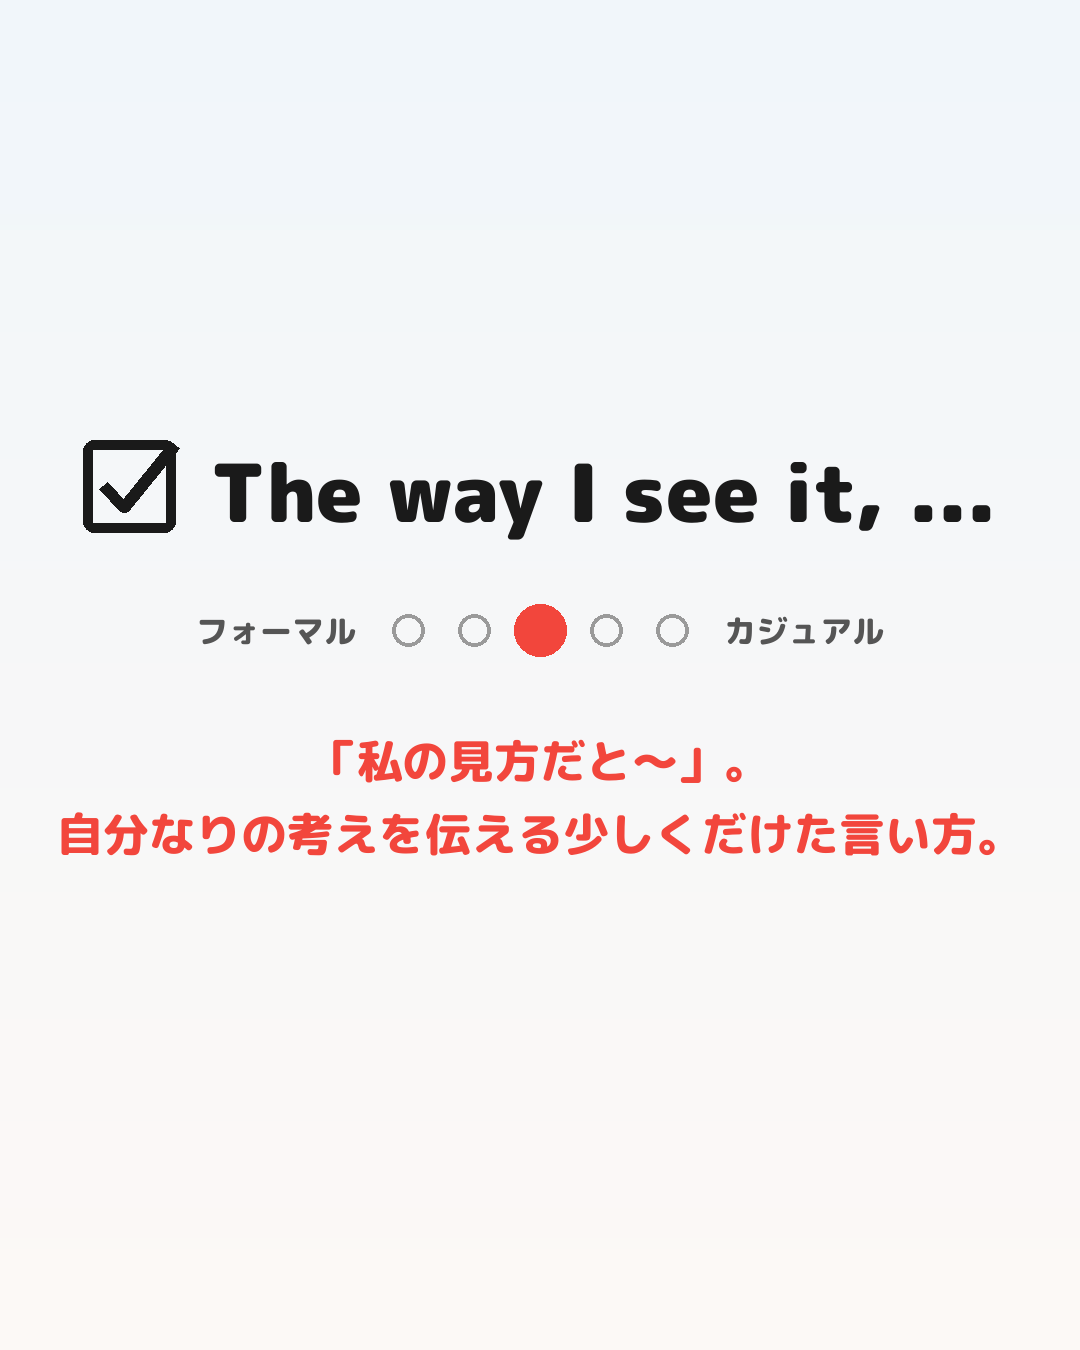 The way I see it, ...
フォーマル カジュアル
「私の見方だと〜」。
自分なりの考えを伝える少しくだけた言い方。